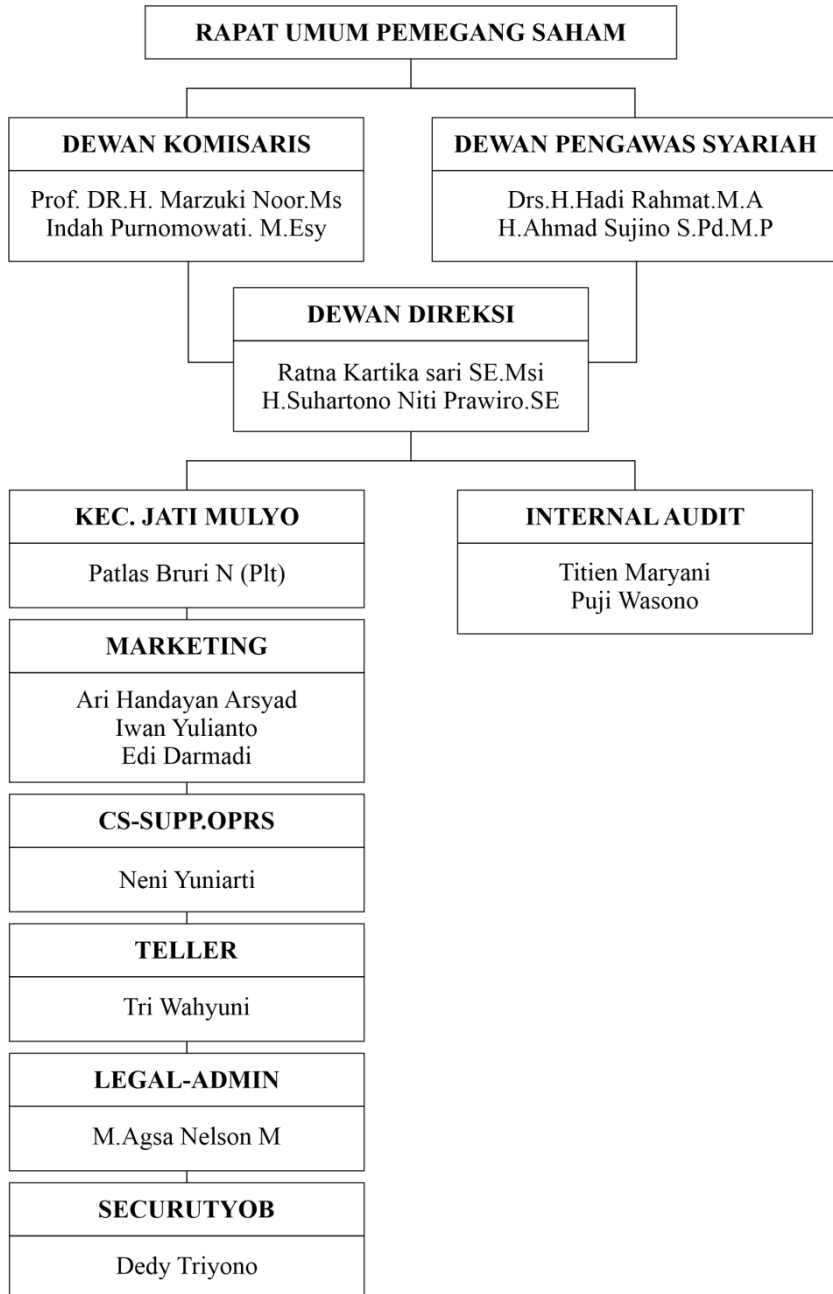 RAPAT UMUM PEMEGANG SAHAM
DEWAN KOMISARIS
Prof. DR.H. Marzuki Noor.Ms
Indah Purnomowati. M.Esy
DEWAN PENGAWAS SYARIAH
Drs.H.Hadi Rahmat.M.A
H.Ahmad Sujino S.Pd.M.P
DEWAN DIREKSI
Ratna Kartika sari SE.Msi
H.Suhartono Niti Prawiro.SE
KEC. JATI MULYO
Patlas Bruri N (Plt)
INTERNAL AUDIT
Titien Maryani
Puji Wasono
MARKETING
Ari Handayan Arsyad
Iwan Yulianto
Edi Darmadi
CS-SUPP.OPRS
Neni Yuniarti
TELLER
Tri Wahyuni
LEGAL-ADMIN
M.Agsa Nelson M
SECURUTYOB
Dedy Triyono